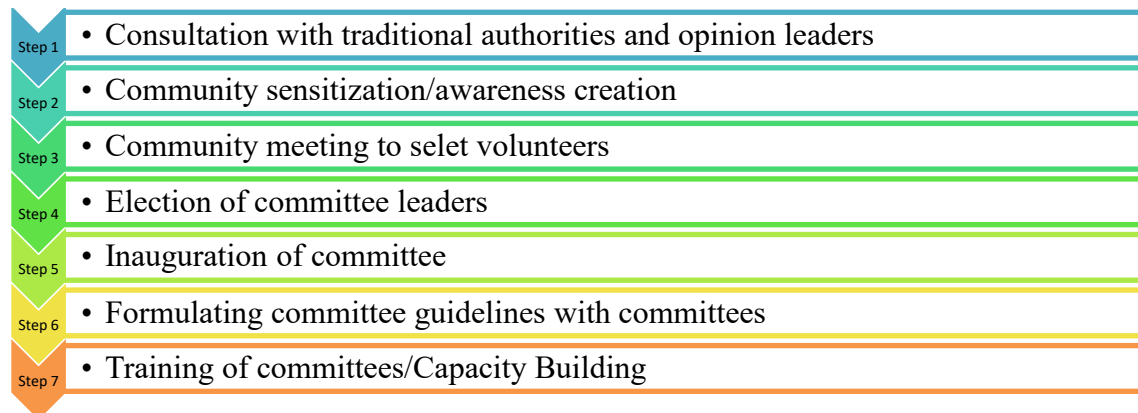 Step 1
• Consultation with traditional authorities and opinion leaders
Step 2
• Community sensitization/awareness creation
Step 3
• Community meeting to selet volunteers
Step 4
• Election of committee leaders
Step 5
• Inauguration of committee
Step 6
• Formulating committee guidelines with committees
Step 7
• Training of committees/Capacity Building